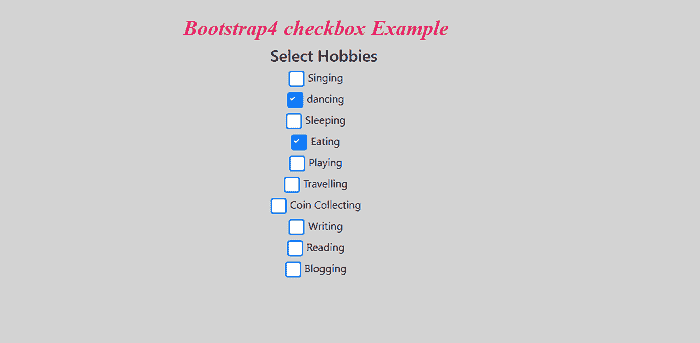 Bootstrap4 checkbox Example
Select Hobbies
Singing
dancing
Sleeping
Eating
Playing
Travelling
Coin Collecting
Writing
Reading
Blogging